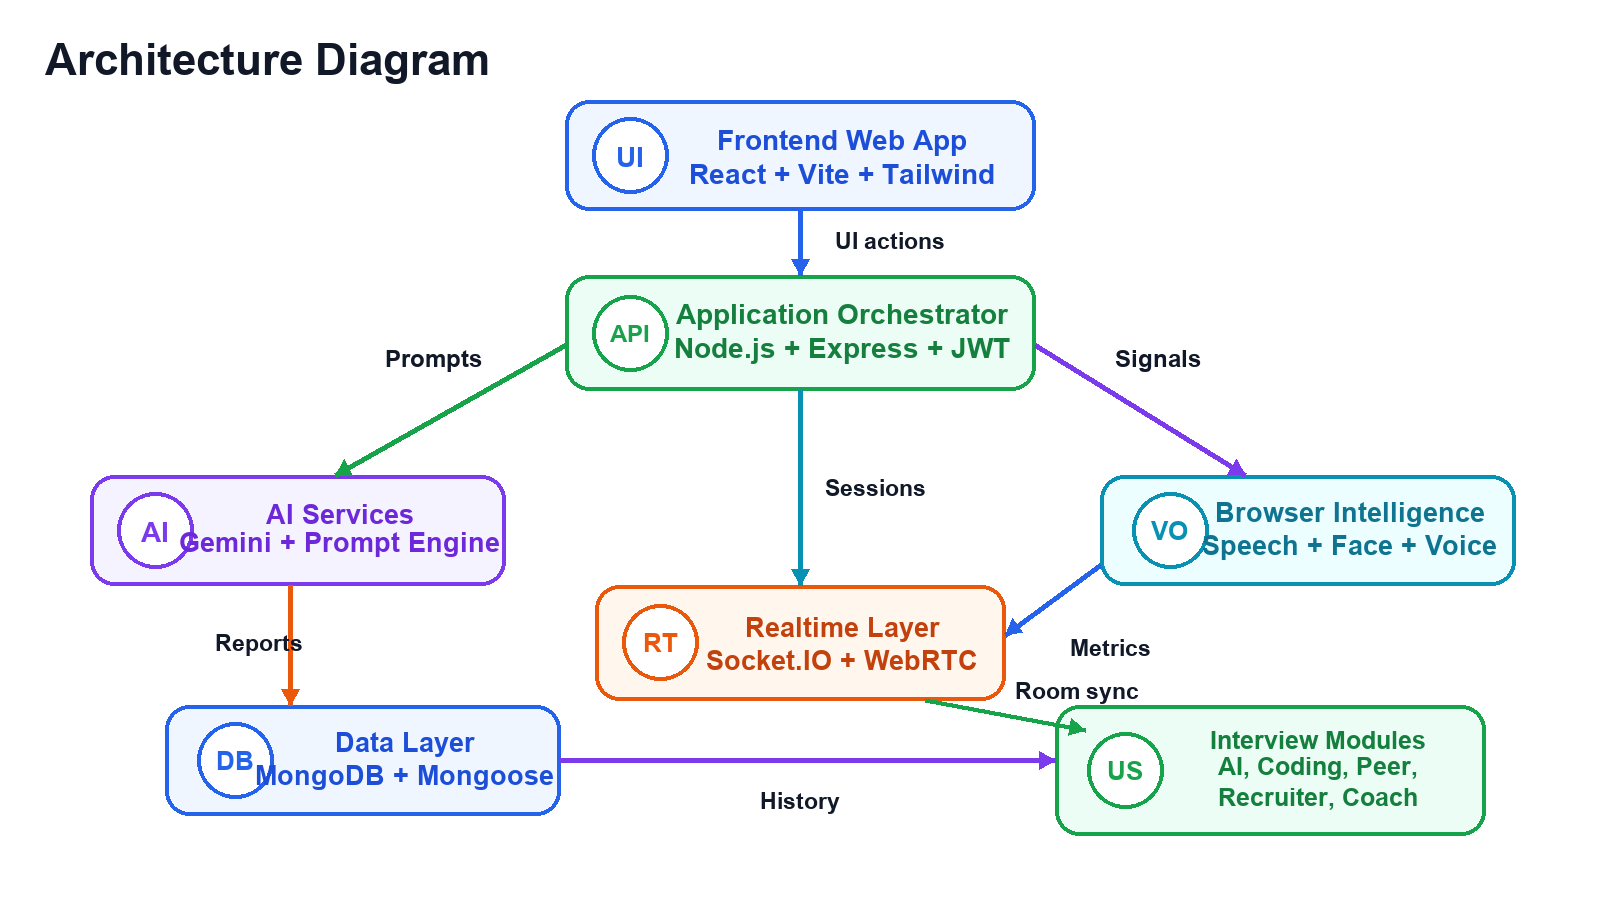 Architecture Diagram
UI
Frontend Web App
React + Vite + Tailwind
UI actions
API
Application Orchestrator
Node.js + Express + JWT
Prompts
Signals
Sessions
AI
AI Services
Gemini + Prompt Engine
VO
Browser Intelligence
Speech + Face + Voice
Reports
RT
Realtime Layer
Socket.IO + WebRTC
Metrics
Room sync
DB
Data Layer
MongoDB + Mongoose
History
US
Interview Modules
AI, Coding, Peer,
Recruiter, Coach